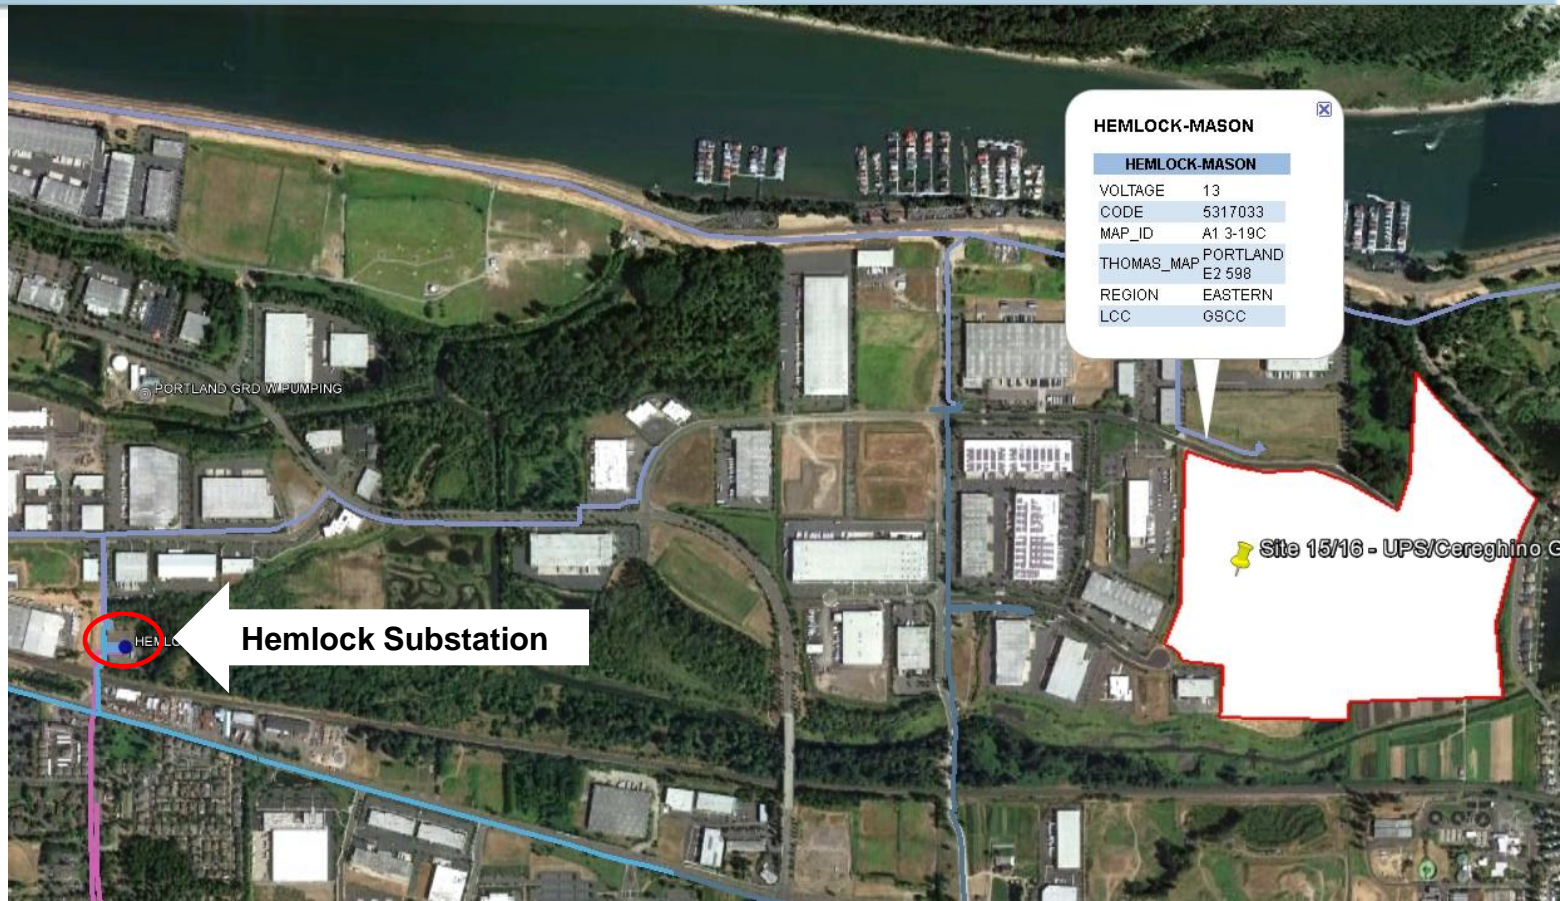 HEMLOCK-MASON
HEMLOCK-MASON
VOLTAGE 13
CODE 5317033
MAP_ID A1 3-19C
THOMAS_MAP PORTLAND E2 598
REGION EASTERN
LCC GSCC
PORTLAND GRD W PUMPING
Site 15/16 - UPS/Cereghino G
HEMLO
Hemlock Substation